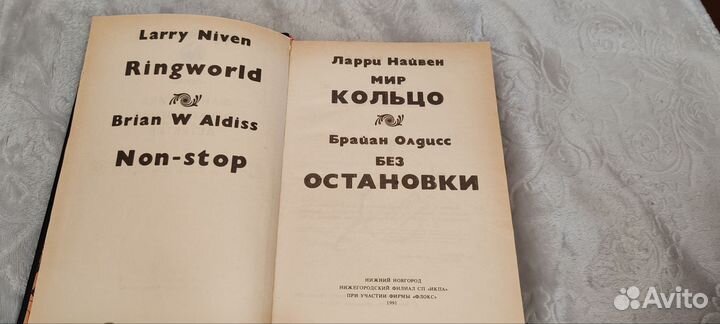 Larry Niven
Ringworld
Brian W Aldiss
Non-stop
Ларри Найвен
МИР
КОЛЬЦО
Брайан Олдисс
БЕЗ
ОСТАНОВКИ
НИЖНИЙ НОВГОРОД
НИЖЕГОРОДСКИЙ ФИЛИАЛ СП «ИКПА»
ПРИ УЧАСТИИ ФИРМЫ «ФЛОКС»
1991
Avito